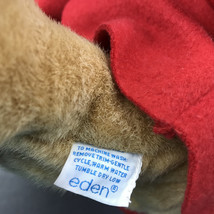 TO MACHINE WASH:
REMOVE TRIM-GENTLE
CYCLE, WARM WATER
TUMBLE DRY LOW
eden®